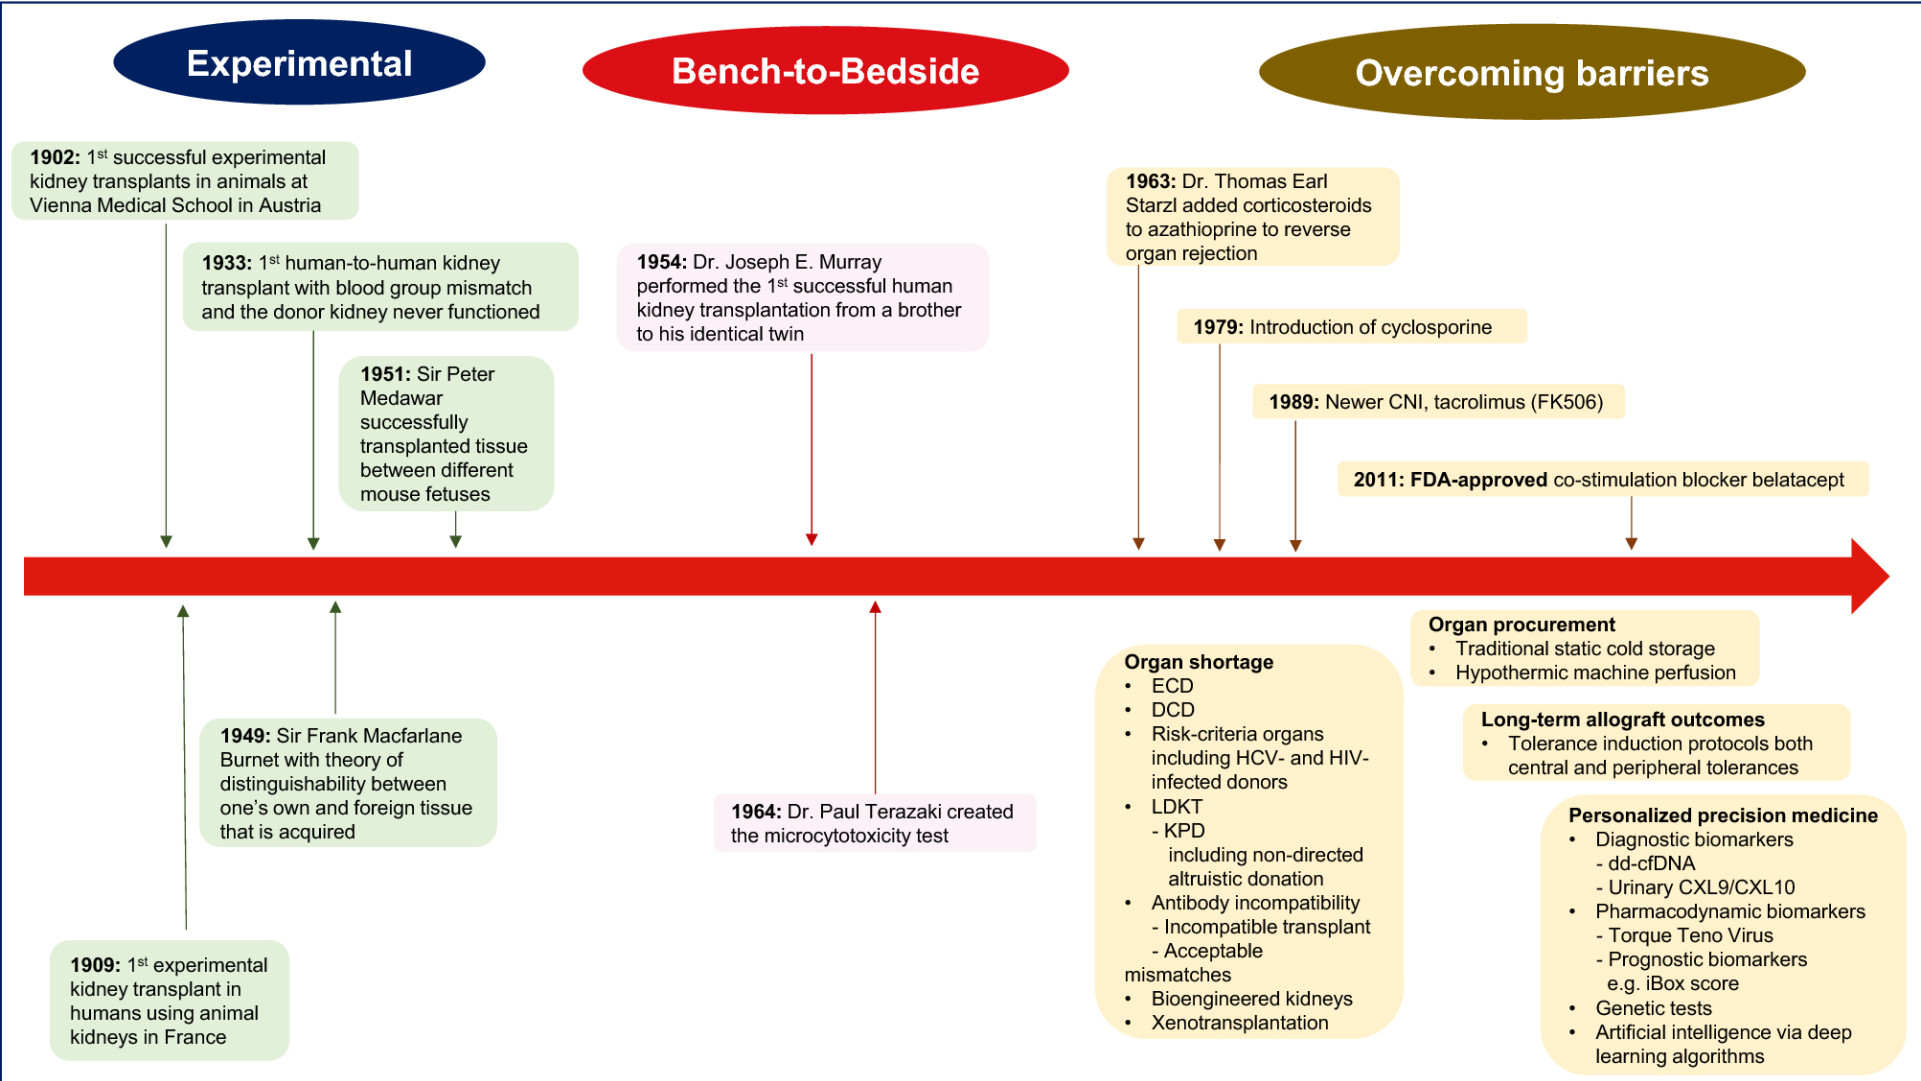 Experimental
Bench-to-Bedside
Overcoming barriers
1902: 1st successful experimental
kidney transplants in animals at
Vienna Medical School in Austria
1933: 1st human-to-human kidney
transplant with blood group mismatch
and the donor kidney never functioned
1951: Sir Peter
Medawar
successfully
transplanted tissue
between different
mouse fetuses
1954: Dr. Joseph E. Murray
performed the 1st successful human
kidney transplantation from a brother
to his identical twin
1963: Dr. Thomas Earl
Starzl added corticosteroids
to azathioprine to reverse
organ rejection
1979: Introduction of cyclosporine
1989: Newer CNI, tacrolimus (FK506)
2011: FDA-approved co-stimulation blocker belatacept
1909: 1st experimental
kidney transplant in
humans using animal
kidneys in France
1949: Sir Frank Macfarlane
Burnet with theory of
distinguishability between
one's own and foreign tissue
that is acquired
1964: Dr. Paul Terazaki created
the microcytotoxicity test
Organ shortage
• ECD
• DCD
• Risk-criteria organs
including HCV- and HIV-
infected donors
• LDKT
- KPD
including non-directed
altruistic donation
• Antibody incompatibility
- Incompatible transplant
- Acceptable
mismatches
• Bioengineered kidneys
• Xenotransplantation
Organ procurement
• Traditional static cold storage
• Hypothermic machine perfusion
Long-term allograft outcomes
• Tolerance induction protocols both
central and peripheral tolerances
Personalized precision medicine
• Diagnostic biomarkers
- dd-cfDNA
- Urinary CXL9/CXL10
• Pharmacodynamic biomarkers
- Torque Teno Virus
- Prognostic biomarkers
e.g. iBox score
• Genetic tests
• Artificial intelligence via deep
learning algorithms